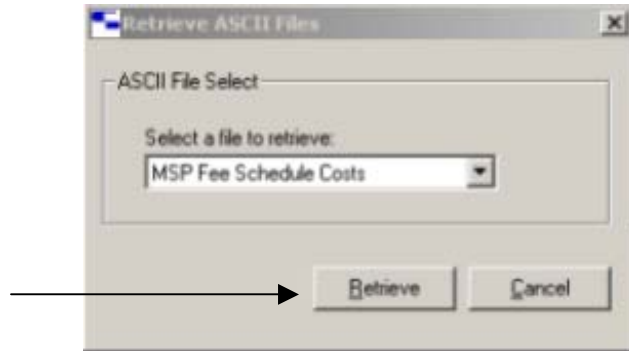 Retrieve ASCII Files
ASCII File Select
Select a file to retrieve:
MSP Fee Schedule Costs
Retrieve Cancel